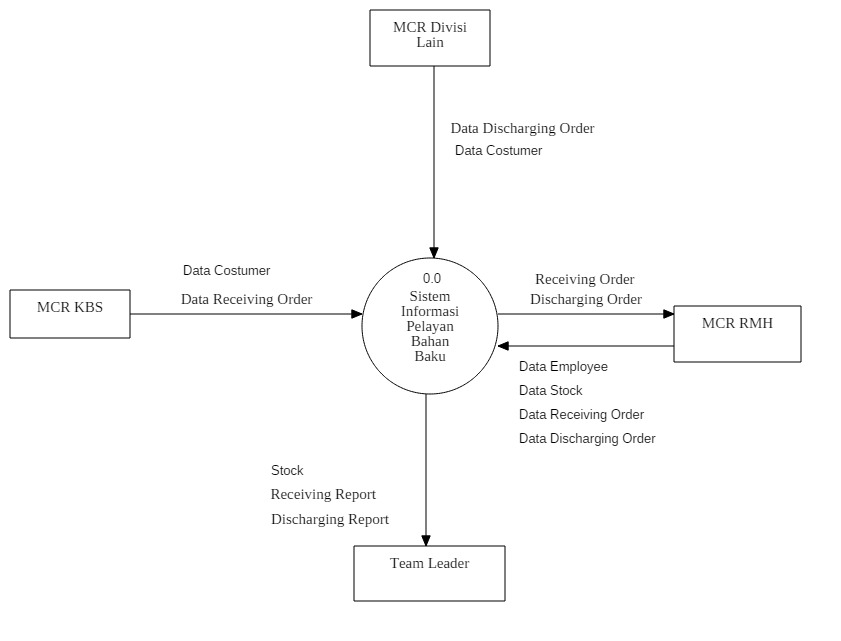 MCR Divisi
Lain
Data Discharging Order
Data Costumer
Data Costumer
Data Receiving Order
MCR KBS
0.0
Sistem
Informasi
Pelayan
Bahan
Baku
Receiving Order
Discharging Order
MCR RMH
Data Employee
Data Stock
Data Receiving Order
Data Discharging Order
Stock
Receiving Report
Discharging Report
Team Leader